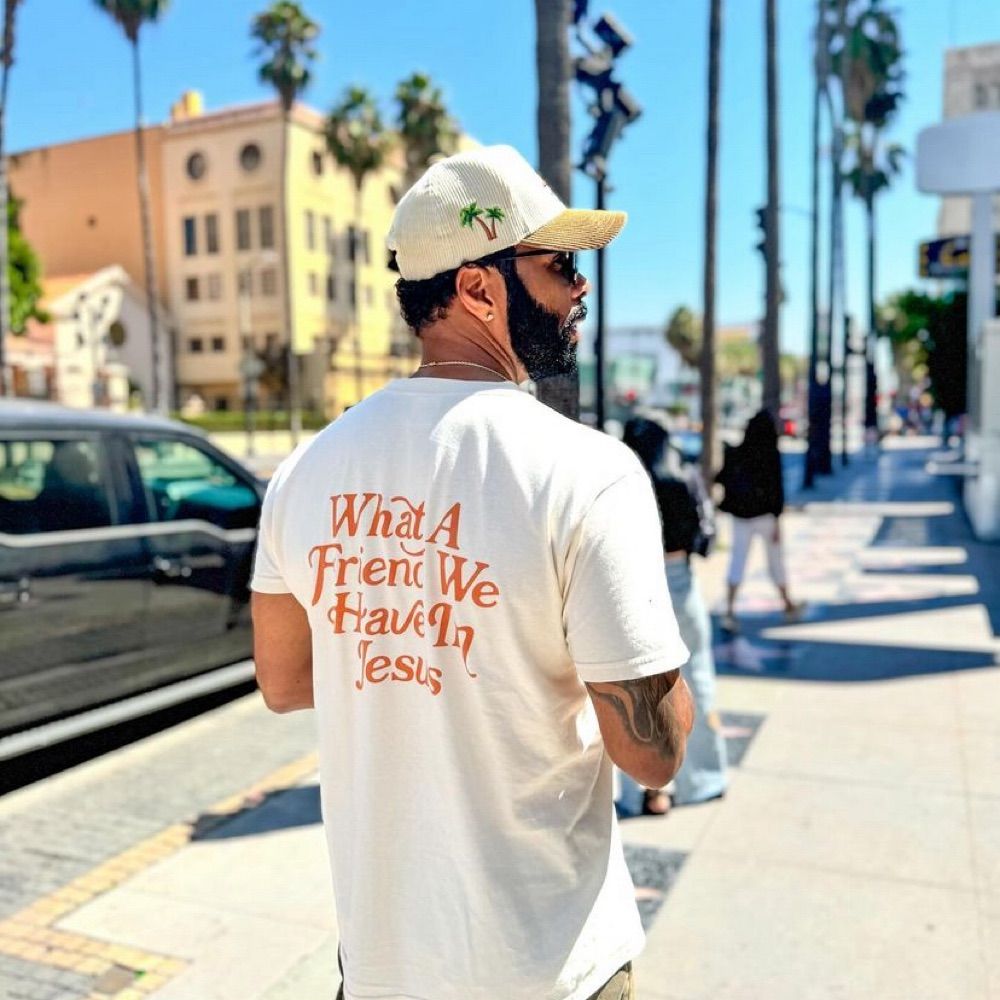 What A
Friend We
Have In
Jesus